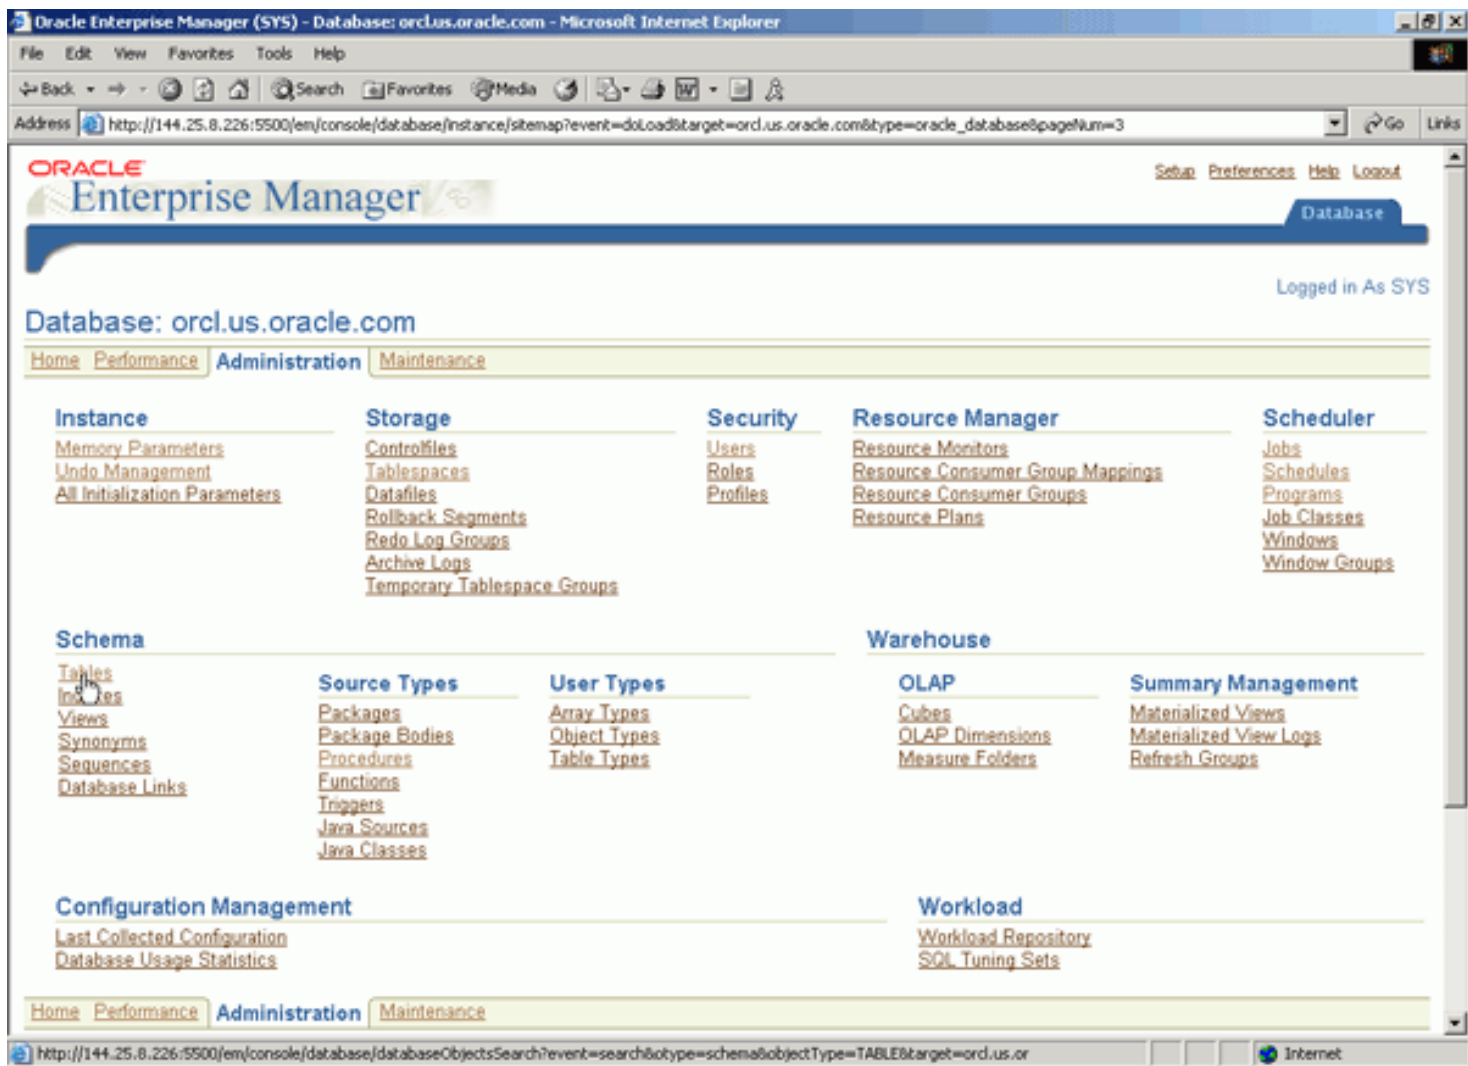 Oracle Enterprise Manager (SYS) - Database: orcl.us.oracle.com - Microsoft Internet Explorer
File Edit View Favorites Tools Help
Back Search Favorites Media
Address http://144.25.8.226:5500/em/console/database/instance/sitemap?event=doLoad&target=orcl.us.oracle.com&type=oracle_database&pageNum=3 Go Links
ORACLE
Enterprise Manager
Setup Preferences Help Logout
Database
Logged in As SYS
Database: orcl.us.oracle.com
Home Performance Administration Maintenance
Instance Storage Security Resource Manager Scheduler
Memory Parameters Controlfiles Users Resource Monitors Jobs
Undo Management Tablespaces Roles Resource Consumer Group Mappings Schedules
All Initialization Parameters Datafiles Profiles Resource Consumer Groups Programs
Rollback Segments Resource Plans Job Classes
Redo Log Groups Windows
Archive Logs Window Groups
Temporary Tablespace Groups
Schema Warehouse
Tables
Source Types User Types OLAP Summary Management
Indexes
Views Packages Array Types Cubes Materialized Views
Synonyms Package Bodies Object Types OLAP Dimensions Materialized View Logs
Sequences Procedures Table Types Measure Folders Refresh Groups
Database Links Functions
Triggers
Java Sources
Java Classes
Configuration Management Workload
Last Collected Configuration Workload Repository
Database Usage Statistics SQL Tuning Sets
Home Performance Administration Maintenance
http://144.25.8.226:5500/em/console/database/databaseObjectsSearch?event=search&otype=schema&objectType=TABLE&target=orcl.us.or Internet